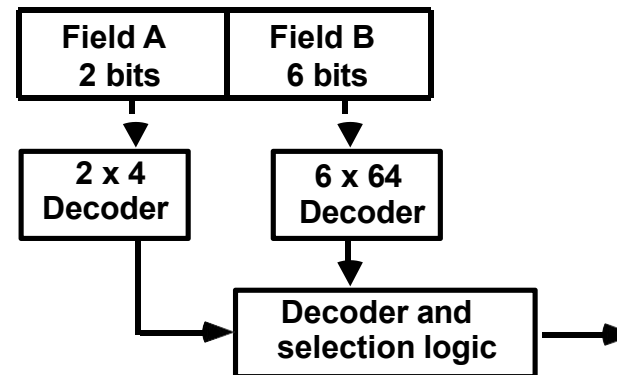 Field A
2 bits
Field B
6 bits
2 x 4
Decoder
6 x 64
Decoder
Decoder and
selection logic